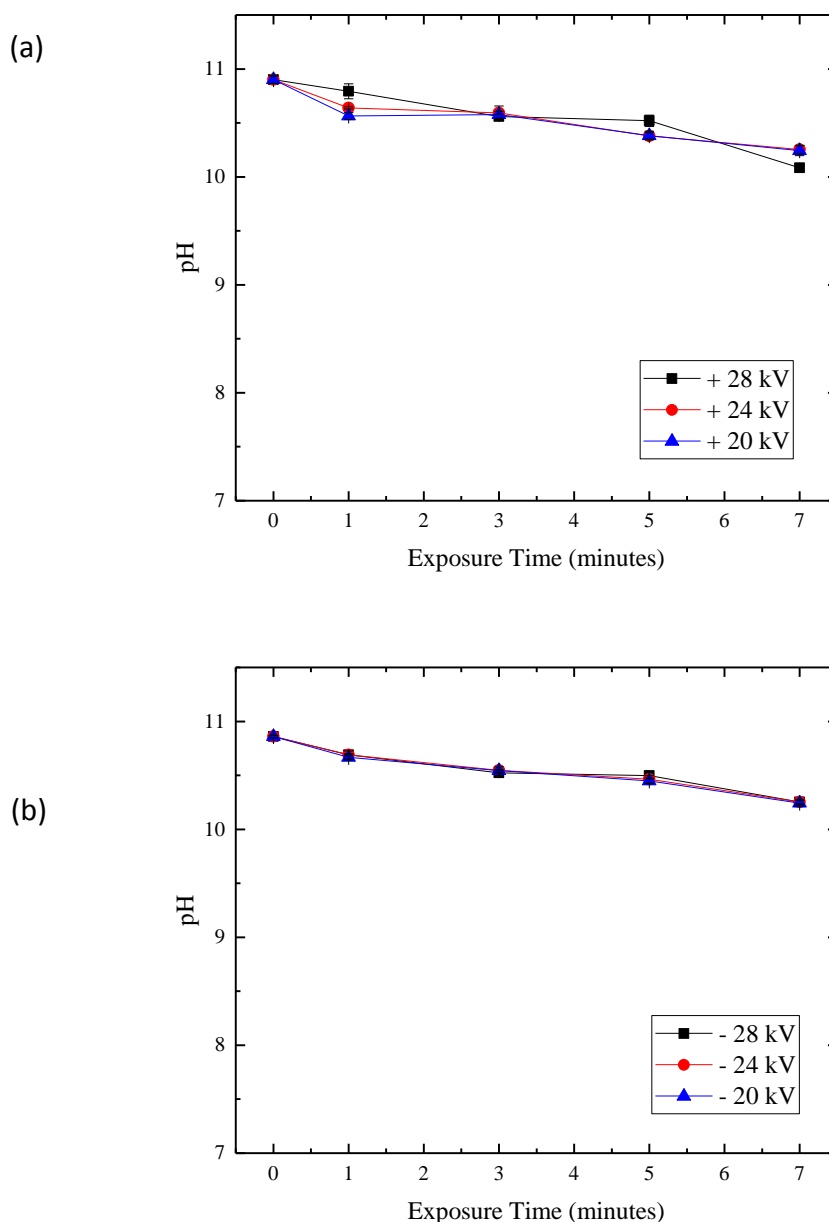 (a)
11
10
9
8
7
pH
0 1 2 3 4 5 6 7
Exposure Time (minutes)
+ 28 kV
+ 24 kV
+ 20 kV
(b)
11
10
9
8
7
pH
0 1 2 3 4 5 6 7
Exposure Time (minutes)
- 28 kV
- 24 kV
- 20 kV